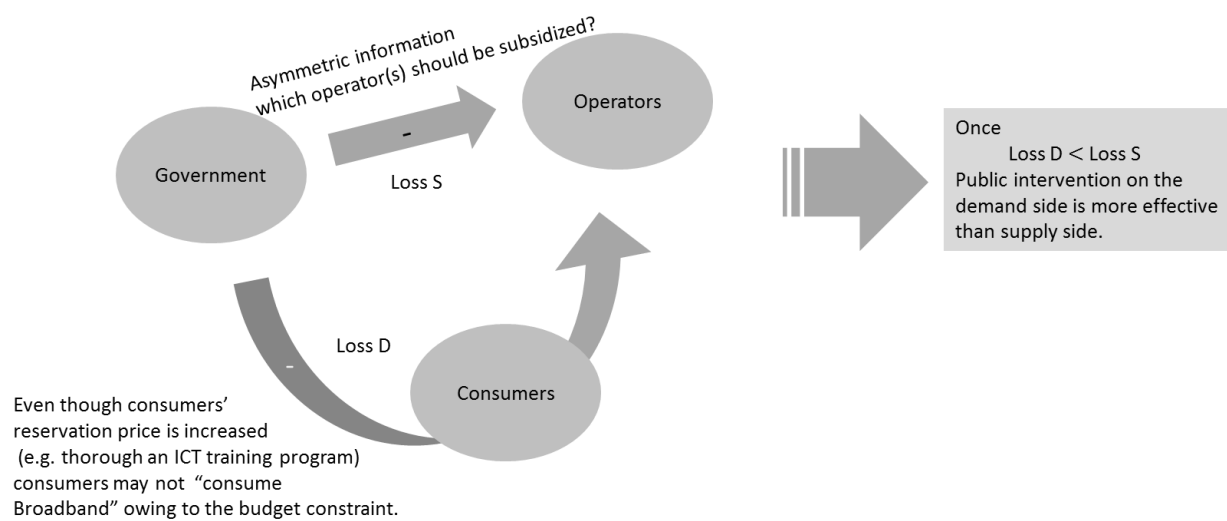 Asymmetric information
which operator(s) should be subsidized?
Operators
Government
-
Loss S
Once
Loss D < Loss S
Public intervention on the
demand side is more effective
than supply side.
Loss D
-
Consumers
Even though consumers’
reservation price is increased
(e.g. thorough an ICT training program)
consumers may not “consume
Broadband” owing to the budget constraint.